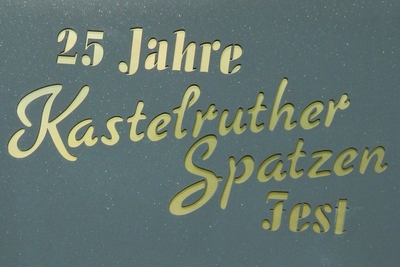 25 Jahre
Kastelruther
Spatzen
Fest